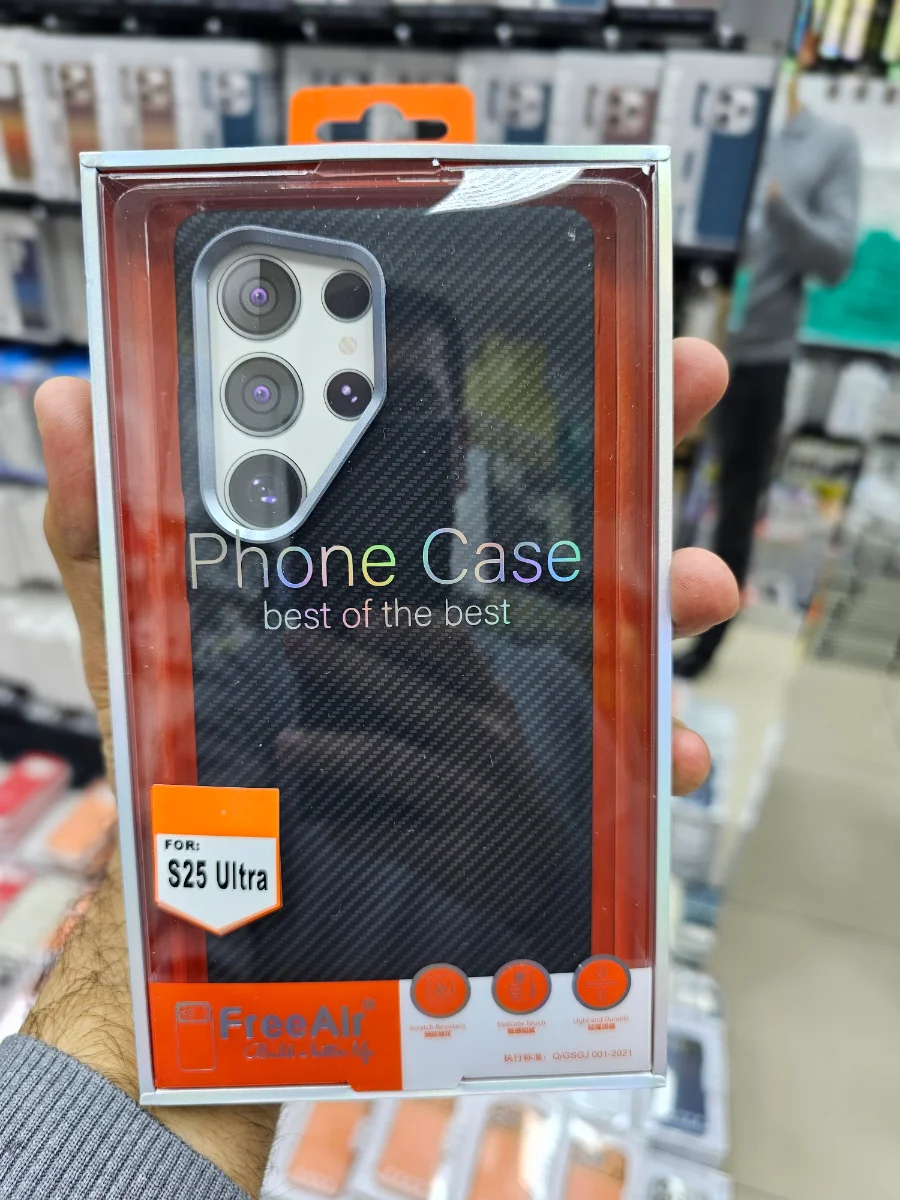 Phone Case
best of the best
FOR:
S25 Ultra
FreeAir
Scratch Resistant
Delicate Touch
Light and Durable
执行标准: Q/GSGJ 001-2021